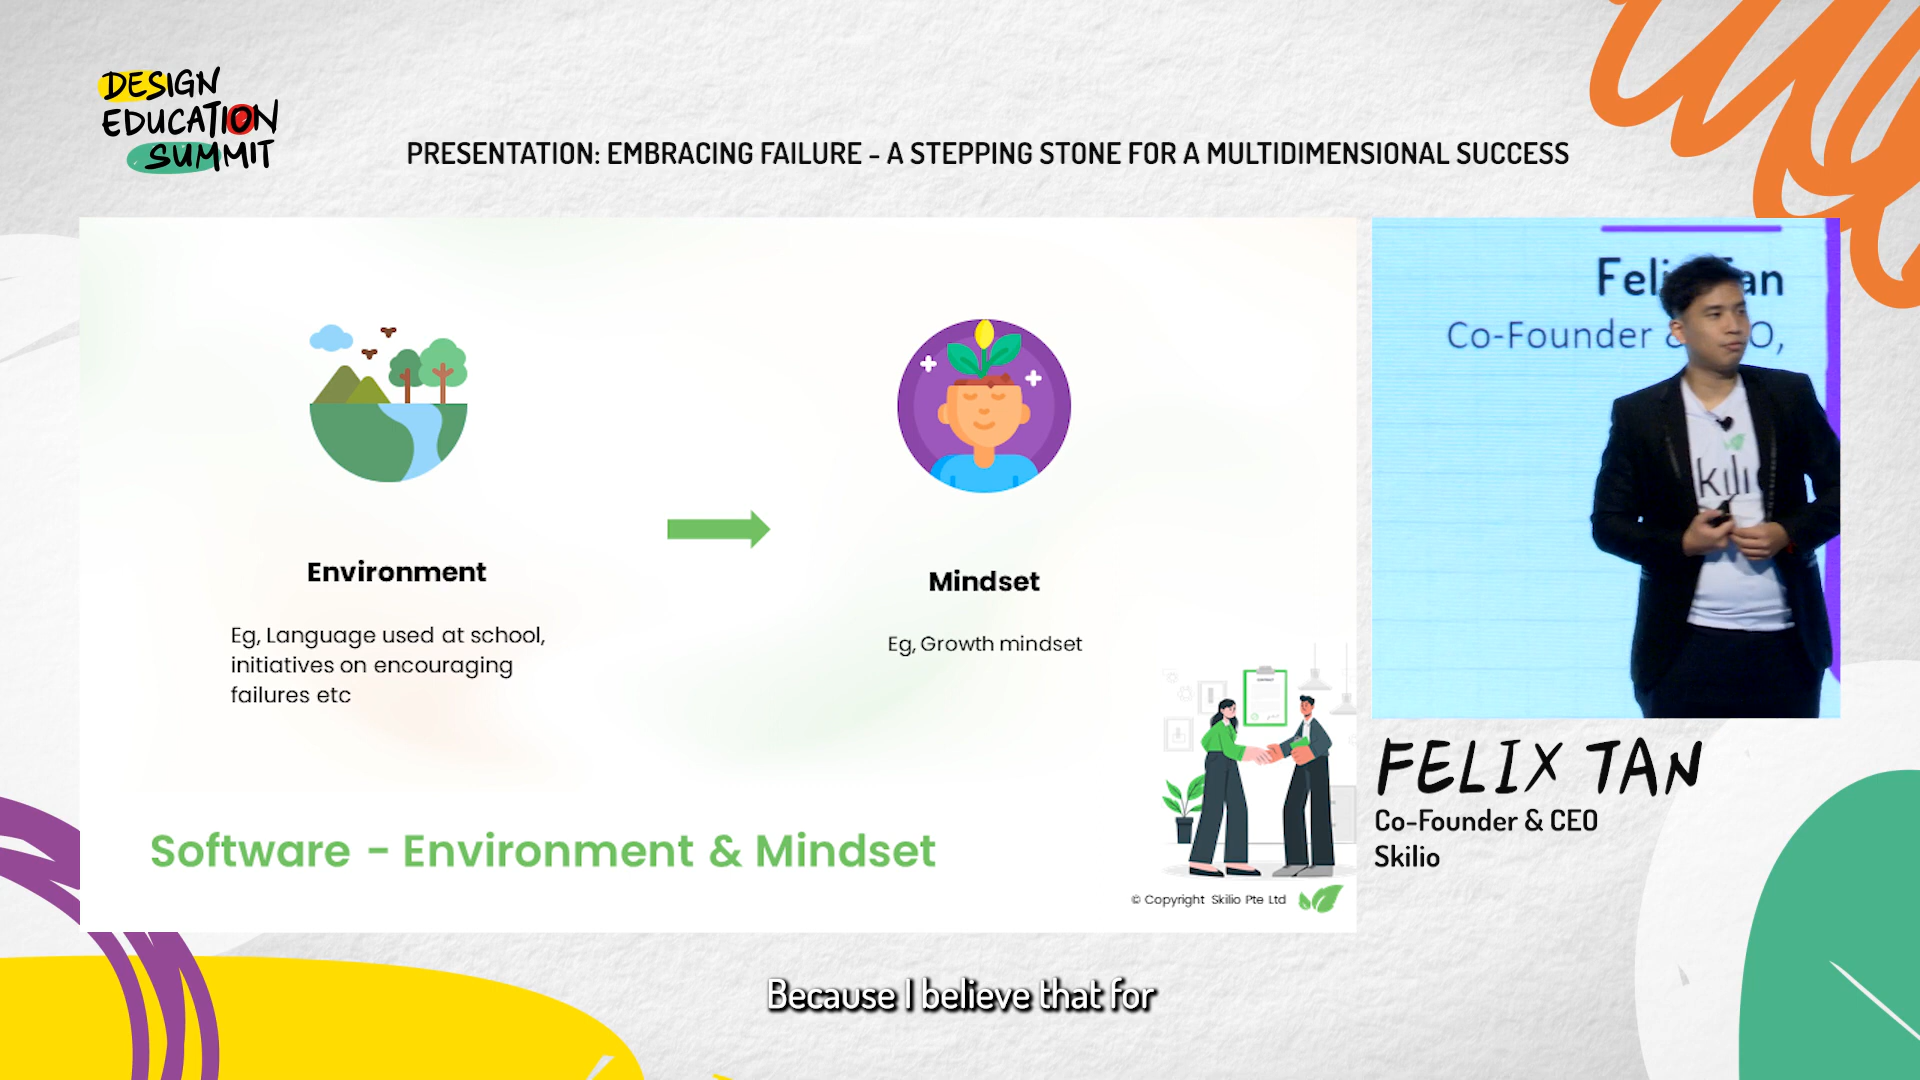 DESIGN
EDUCATION
SUMMIT
PRESENTATION: EMBRACING FAILURE - A STEPPING STONE FOR A MULTIDIMENSIONAL SUCCESS
Environment
Eg, Language used at school,
initiatives on encouraging
failures etc
Mindset
Eg, Growth mindset
Software - Environment & Mindset
© Copyright Skilio Pte Ltd
Co-Founder &
FELIX TAN
Co-Founder & CEO
Skilio
Because I believe that for